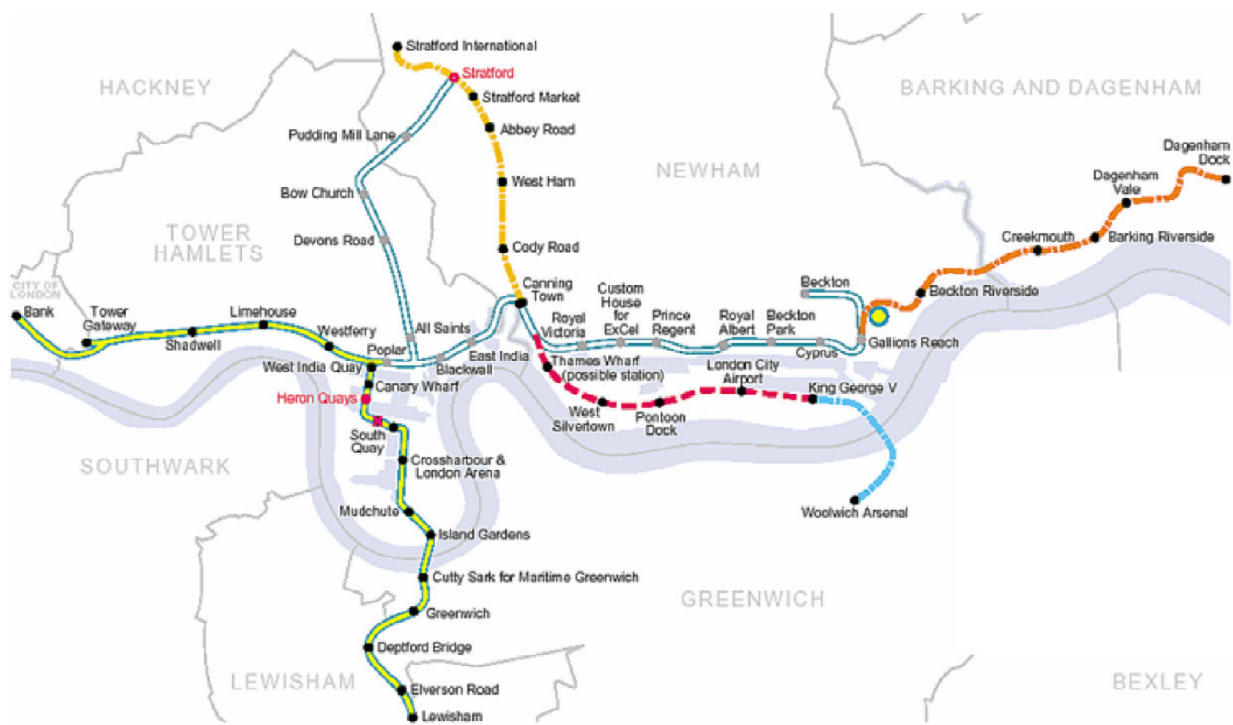 Stratford International
Stratford
HACKNEY
BARKING AND DAGENHAM
Stratford Market
Abbey Road
Pudding Mill Lane
Dagenham
Dock
NEWHAM
Dagenham
Vale
West Ham
Bow Church
TOWER
HAMLETS
Devons Road
Cody Road
Creekmouth
Barking Riverside
CITY OF
LONDON
Bank
Tower
Gateway
Limehouse
Shadwell
Westferry
Poplar
All Saints
Canning
Town
East India
Blackwall
Royal
Victoria
Custom
House
for
ExCel
Prince
Regent
Royal
Albert
Beckton
Park
Cyprus
Beckton
Beckton Riverside
Gallions Reach
West India Quay
Canary Wharf
Heron Quays
South
Quay
Thames Wharf
(possible station)
London City
Airport
King George V
West
Silvertown
Pontoon
Dock
SOUTHWARK
Crossharbour &
London Arena
Mudchute
Woolwich Arsenal
Island Gardens
Cutty Sark for Maritime Greenwich
GREENWICH
Greenwich
Deptford Bridge
LEWISHAM
Elverson Road
BEXLEY
Lewisham